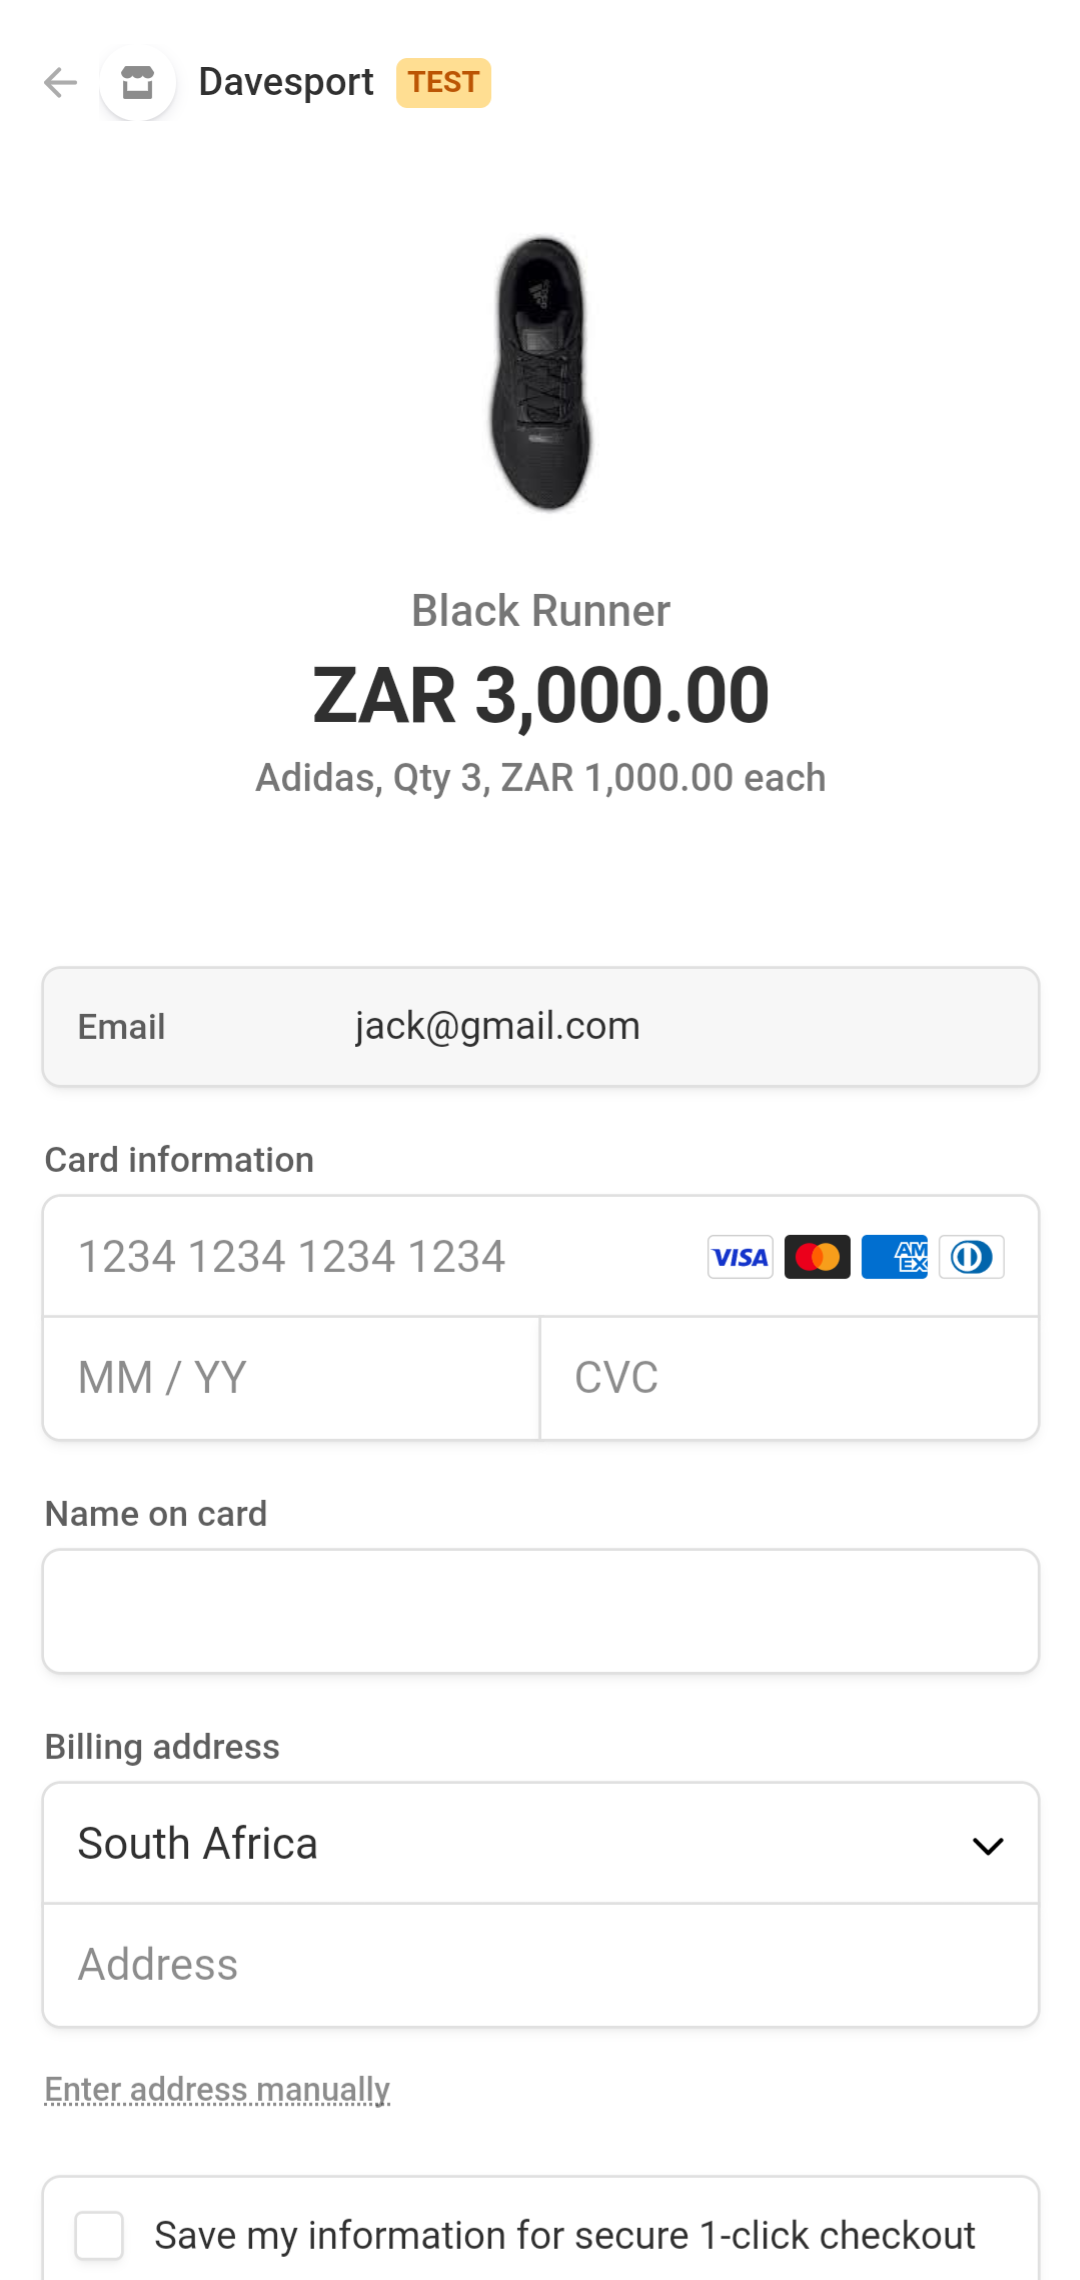 Davesport TEST
Black Runner
ZAR 3,000.00
Adidas, Qty 3, ZAR 1,000.00 each
Email jack@gmail.com
Card information
1234 1234 1234 1234 VISA AM EX
MM / YY CVC
Name on card
Billing address
South Africa
Address
Enter address manually
Save my information for secure 1-click checkout